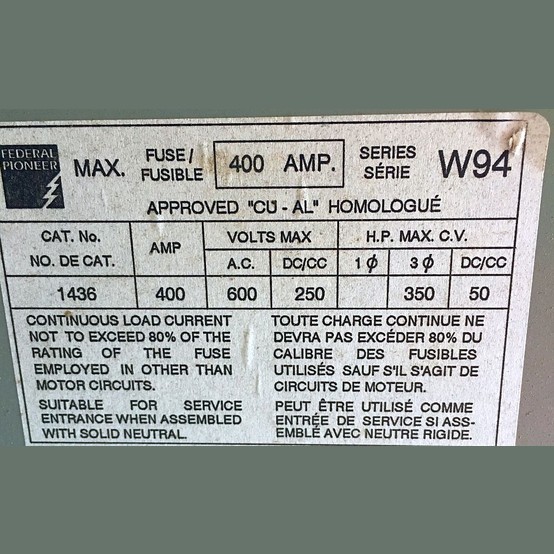 FEDERAL
PIONEER
MAX. FUSE / FUSIBLE 400 AMP. SERIES SÉRIE W94
APPROVED "CU - AL" HOMOLOGUÉ
CAT. No. NO. DE CAT. AMP VOLTS MAX H.P. MAX. C.V.
A.C. DC/CC 1 ϕ 3 ϕ DC/CC
1436 400 600 250 350 50
CONTINUOUS LOAD CURRENT
NOT TO EXCEED 80% OF THE
RATING OF THE FUSE
EMPLOYED IN OTHER THAN
MOTOR CIRCUITS.
SUITABLE FOR SERVICE
ENTRANCE WHEN ASSEMBLED
WITH SOLID NEUTRAL.
TOUTE CHARGE CONTINUE NE
DEVRA PAS EXCÉDER 80% DU
CALIBRE DES FUSIBLES
UTILISÉS SAUF S'IL S'AGIT DE
CIRCUITS DE MOTEUR.
PEUT ÊTRE UTILISÉ COMME
ENTRÉE DE SERVICE SI ASS-
EMBLÉ AVEC NEUTRE RIGIDE.